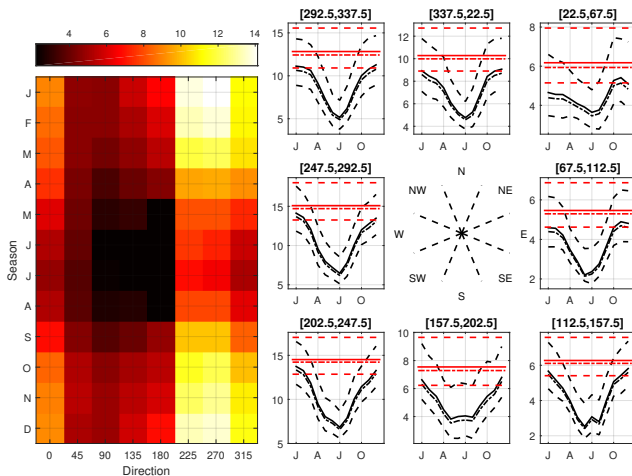 4 6 8 10 12 14
J
F
M
A
M
J
J
A
S
O
N
D
Season
0 45 90 135 180 225 270 315
Direction
[292.5,337.5]
15
10
5
J A J O
[337.5,22.5]
12
10
8
6
4
J A J O
[22.5,67.5]
8
6
4
J A J O
[247.5,292.5]
15
10
5
J A J O
N
NW NE
W E
SW SE
S
[67.5,112.5]
6
4
2
J A J O
[202.5,247.5]
15
10
5
J A J O
[157.5,202.5]
10
8
6
4
J A J O
[112.5,157.5]
6
4
2
J A J O